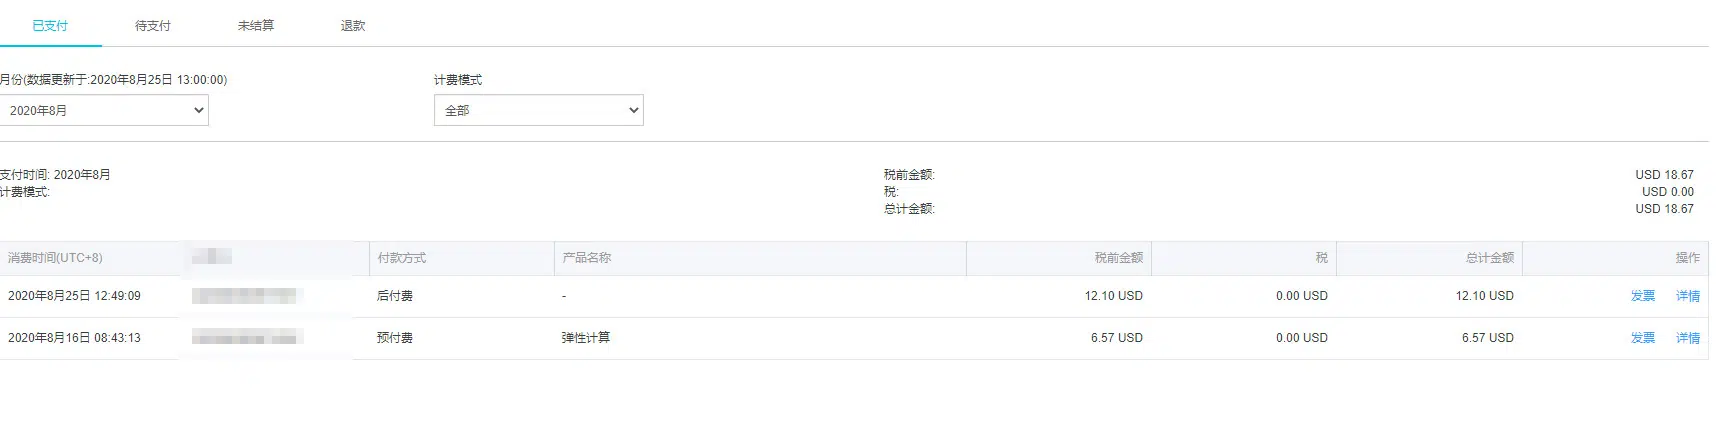 已支付 待支付 未结算 退款
月份(数据更新于:2020年8月25日 13:00:00) 计费模式
2020年8月 全部
支付时间: 2020年8月 税前金额: USD 18.67
计费模式: 税: USD 0.00
总计金额: USD 18.67
消费时间(UTC+8) 付款方式 产品名称 税前金额 税 总计金额 操作
2020年8月25日 12:49:09 后付费 - 12.10 USD 0.00 USD 12.10 USD 发票 详情
2020年8月16日 08:43:13 预付费 弹性计算 6.57 USD 0.00 USD 6.57 USD 发票 详情